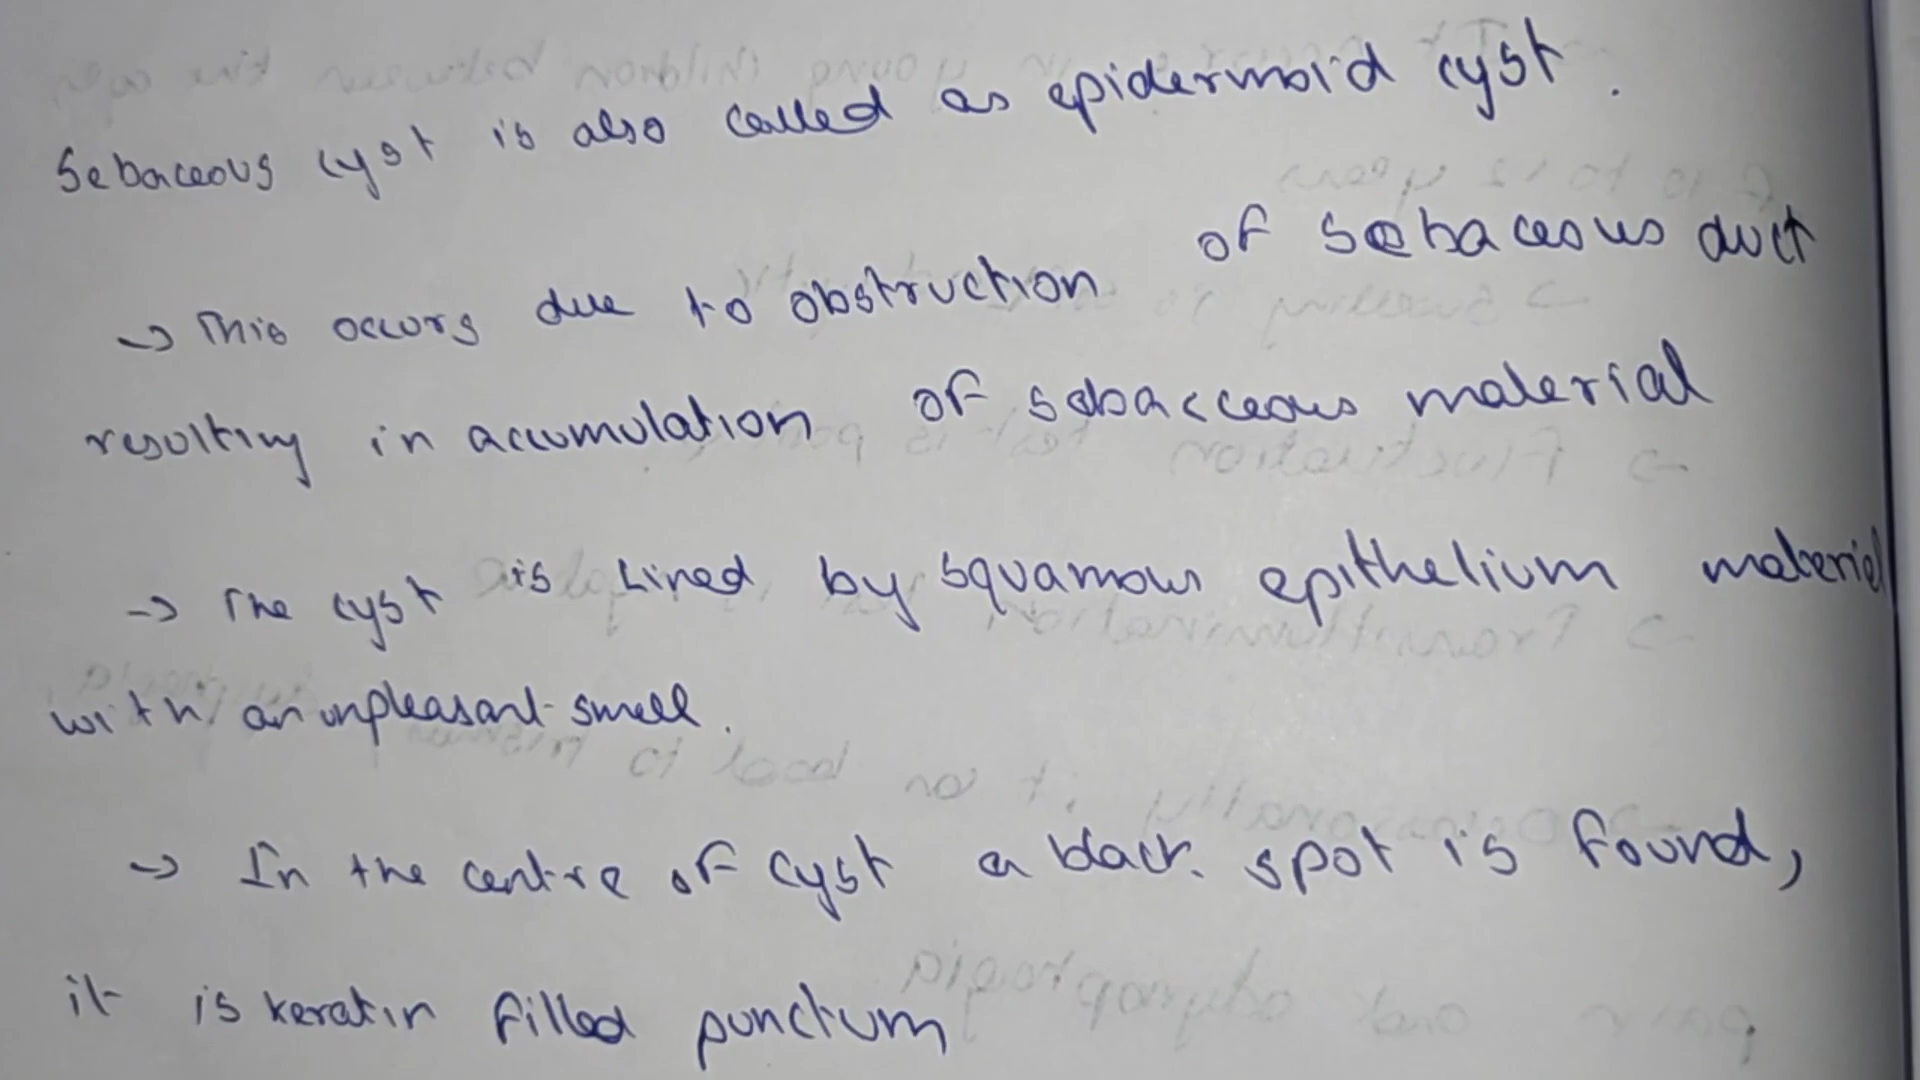 Sebaceous cyst is also called as epidermoid cyst.
→ This occurs due to obstruction of sebaceous duct
resulting in accumulation of sebacceous material
→ The cyst is Lined by squamous epithelium material
with an unpleasant smell.
→ In the centre of cyst a black spot is found,
it is keratin filled punctum